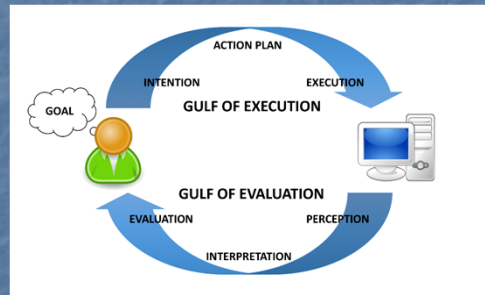 ACTION PLAN
INTENTION
EXECUTION
GOAL
GULF OF EXECUTION
GULF OF EVALUATION
EVALUATION
PERCEPTION
INTERPRETATION